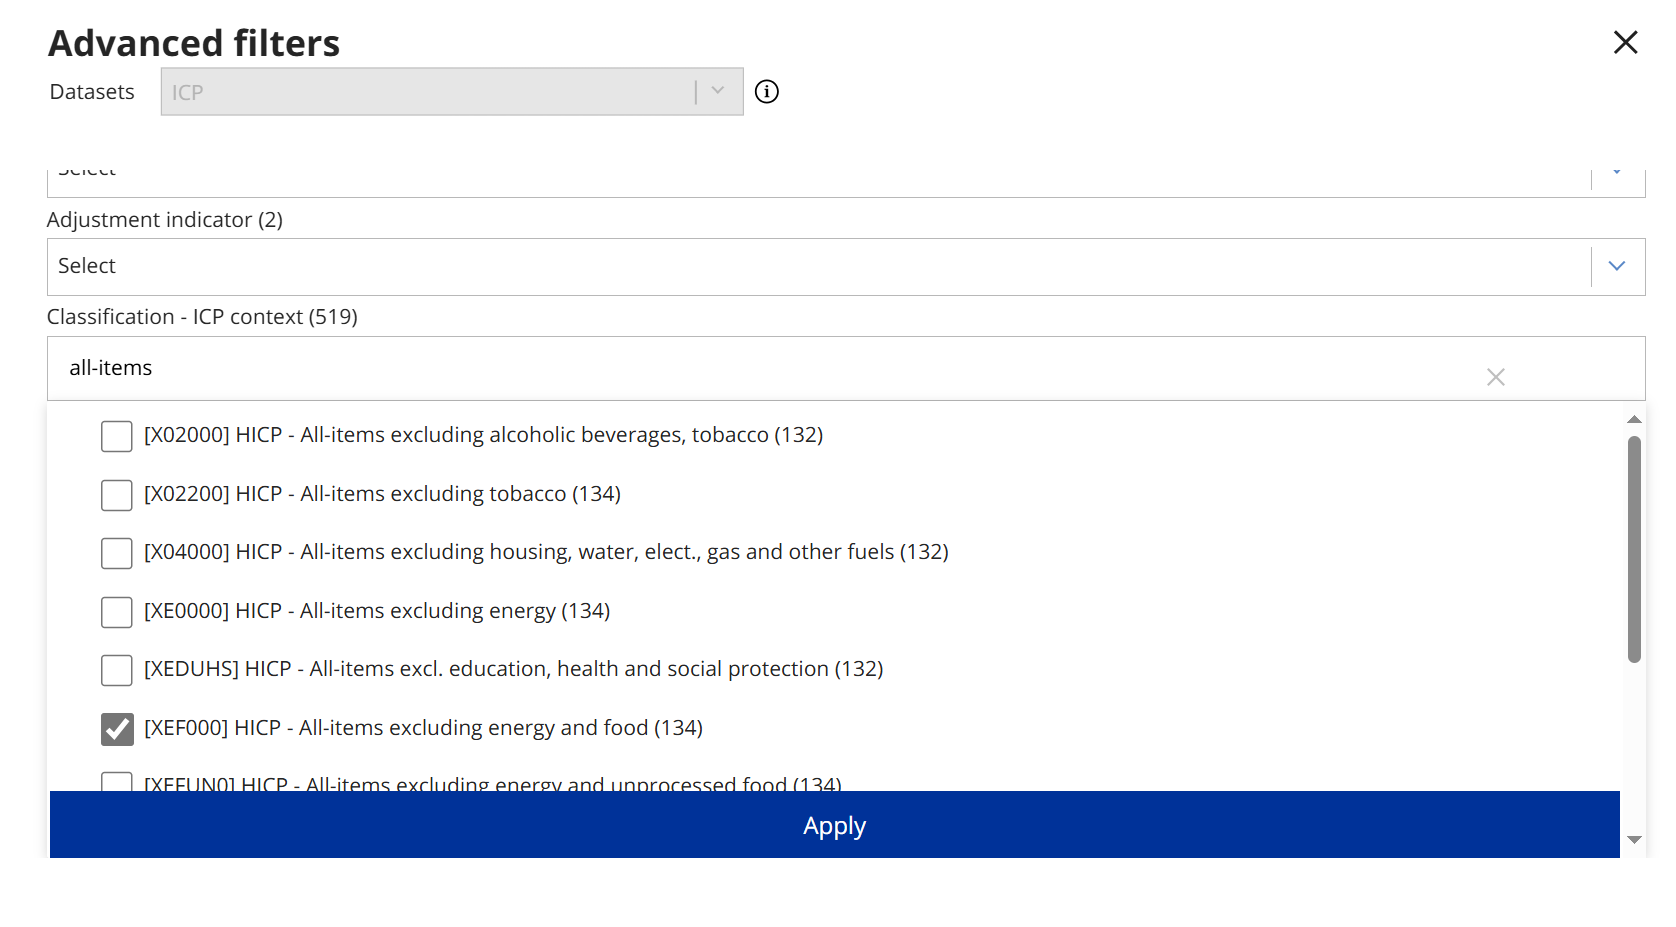 Advanced filters
Datasets
ICP
Select
Adjustment indicator (2)
Select
Classification - ICP context (519)
all-items
[X02000] HICP - All-items excluding alcoholic beverages, tobacco (132)
[X02200] HICP - All-items excluding tobacco (134)
[X04000] HICP - All-items excluding housing, water, elect., gas and other fuels (132)
[XE0000] HICP - All-items excluding energy (134)
[XEDUHS] HICP - All-items excl. education, health and social protection (132)
[XEF000] HICP - All-items excluding energy and food (134)
[XEFUN0] HICP - All-items excluding energy and unprocessed food (134)
Apply